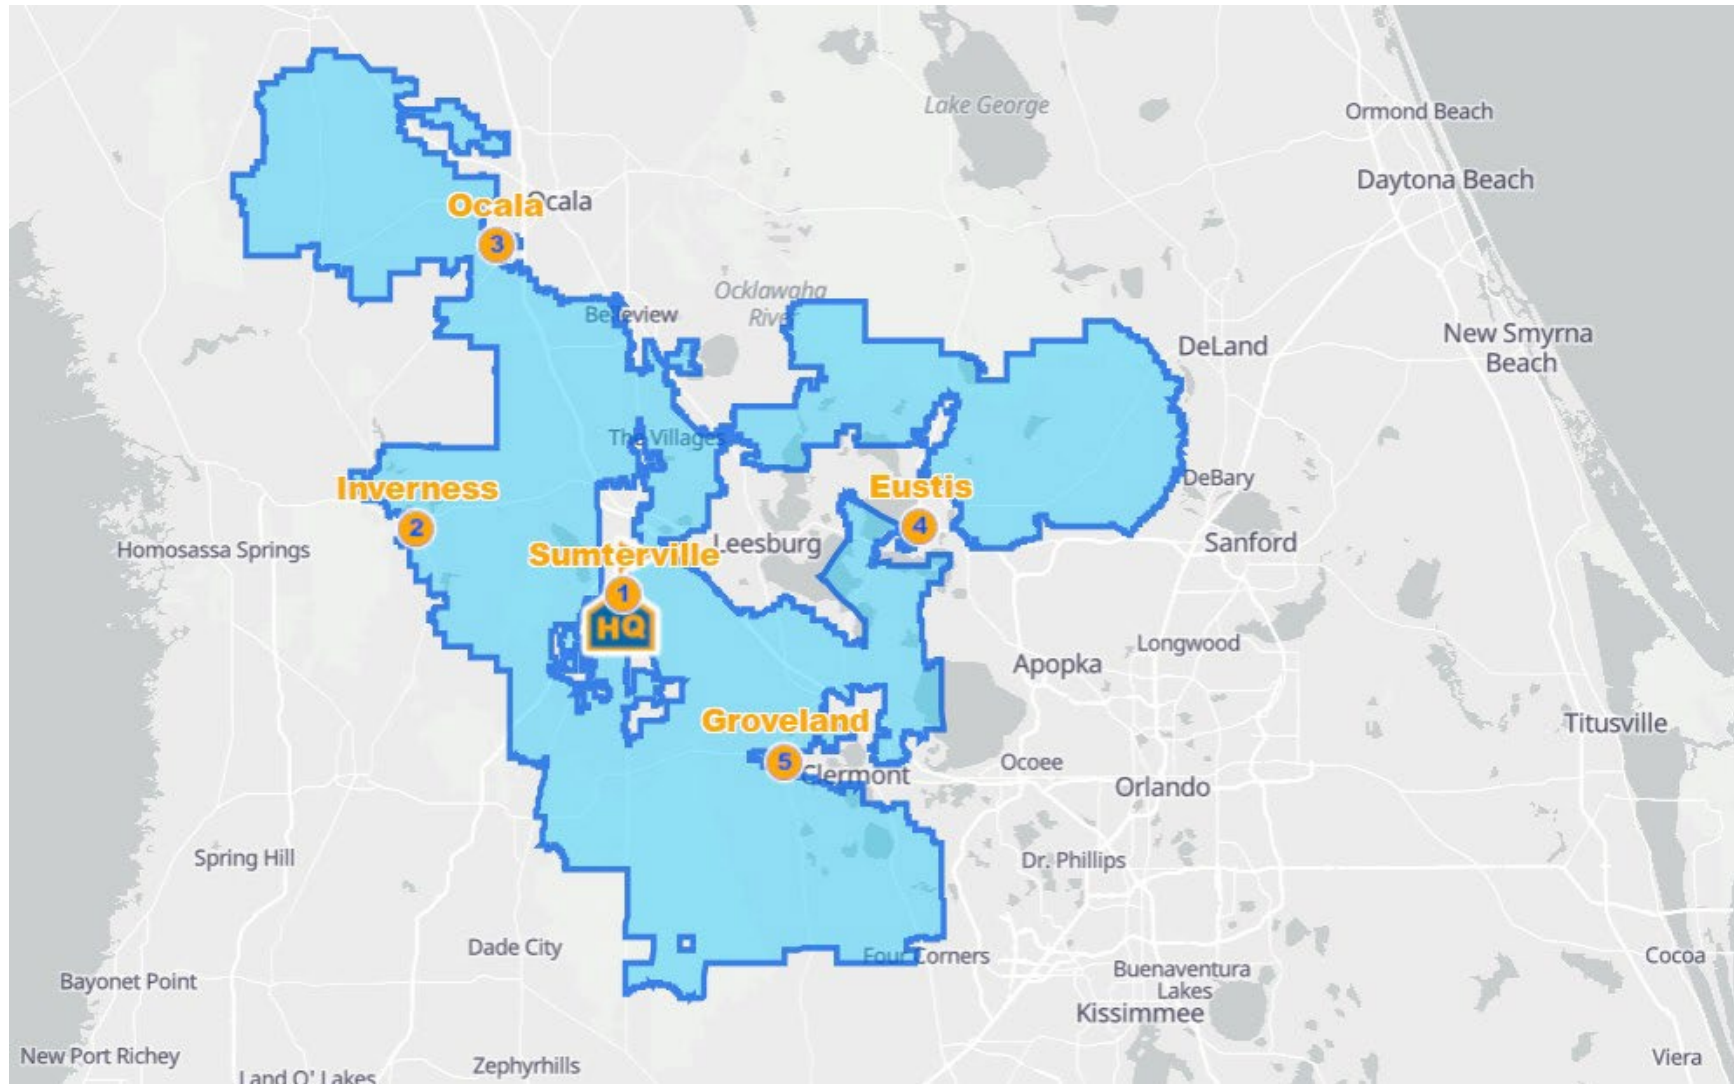 Lake George
Ormond Beach
Daytona Beach
Ocala
Ocala
3
Ocklawaha
River
Belleview
New Smyrna
Beach
DeLand
The Villages
DeBary
Inverness
2
Eustis
4
Homosassa Springs
Sumterville
1
HQ
Leesburg
Sanford
Longwood
Apopka
Groveland
5
Clermont
Titusville
Ocoee
Orlando
Spring Hill
Dr. Phillips
Dade City
Four Corners
Cocoa
Bayonet Point
Buenaventura
Lakes
Kissimmee
New Port Richey
Zephyrhills
Land O' Lakes
Viera